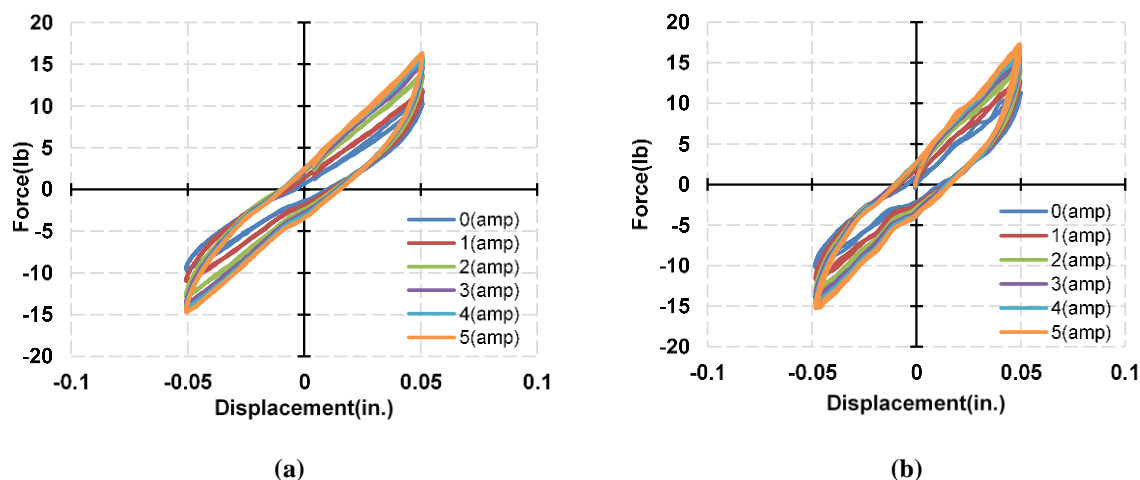 20
15
10
5
0
-5
-10
-15
-20
-0.1
-0.05
0
0.05
0.1
Force(lb)
Displacement(in.)
0(amp)
1(amp)
2(amp)
3(amp)
4(amp)
5(amp)
(a)
20
15
10
5
0
-5
-10
-15
-20
-0.1
-0.05
0
0.05
0.1
Force(lb)
Displacement(in.)
0(amp)
1(amp)
2(amp)
3(amp)
4(amp)
5(amp)
(b)